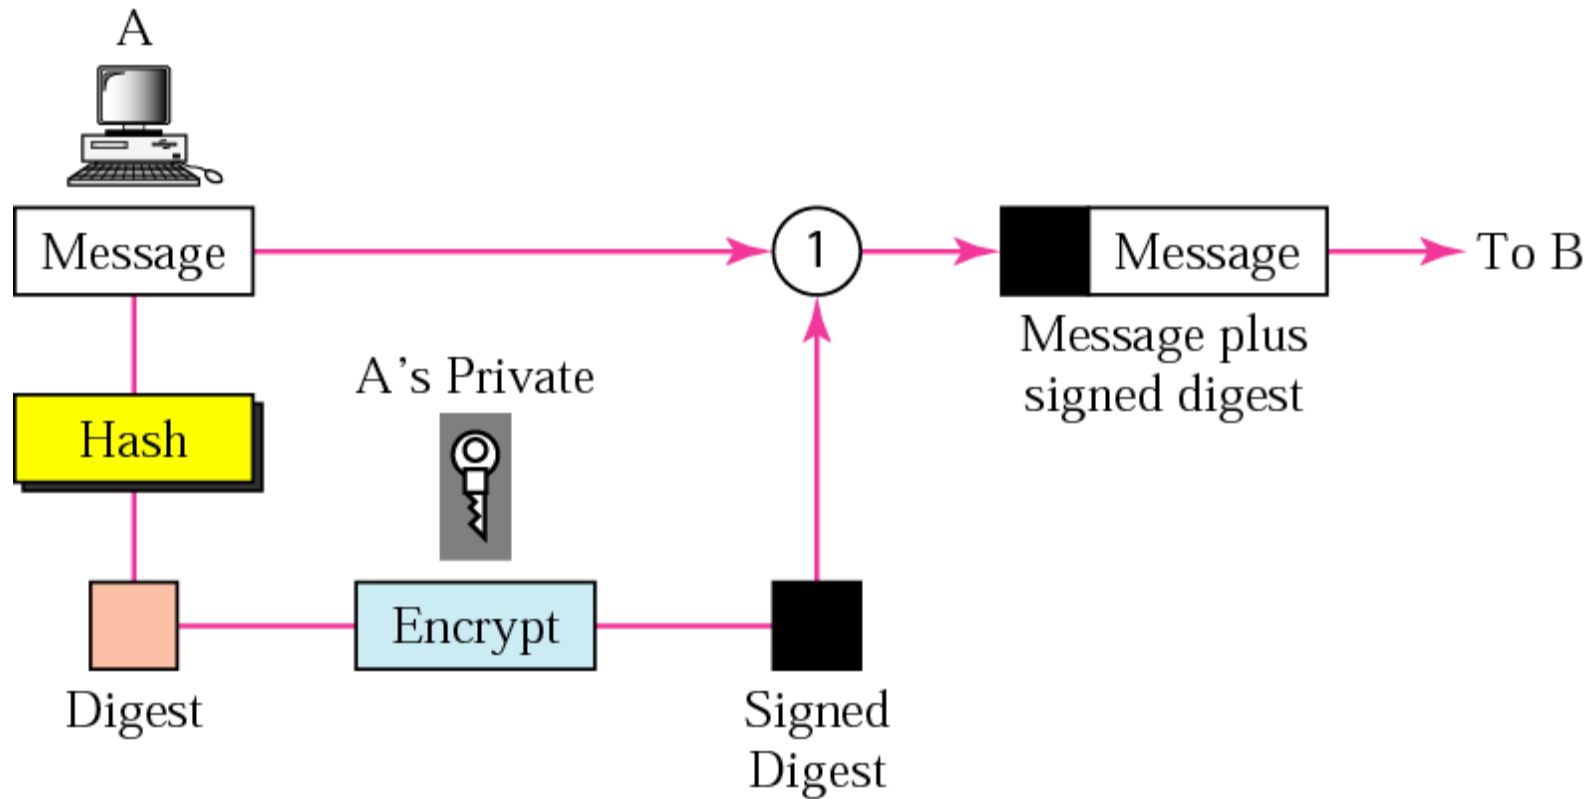 A
Message
1
Message
To B
Message plus
signed digest
A’s Private
Hash
Encrypt
Digest
Signed
Digest